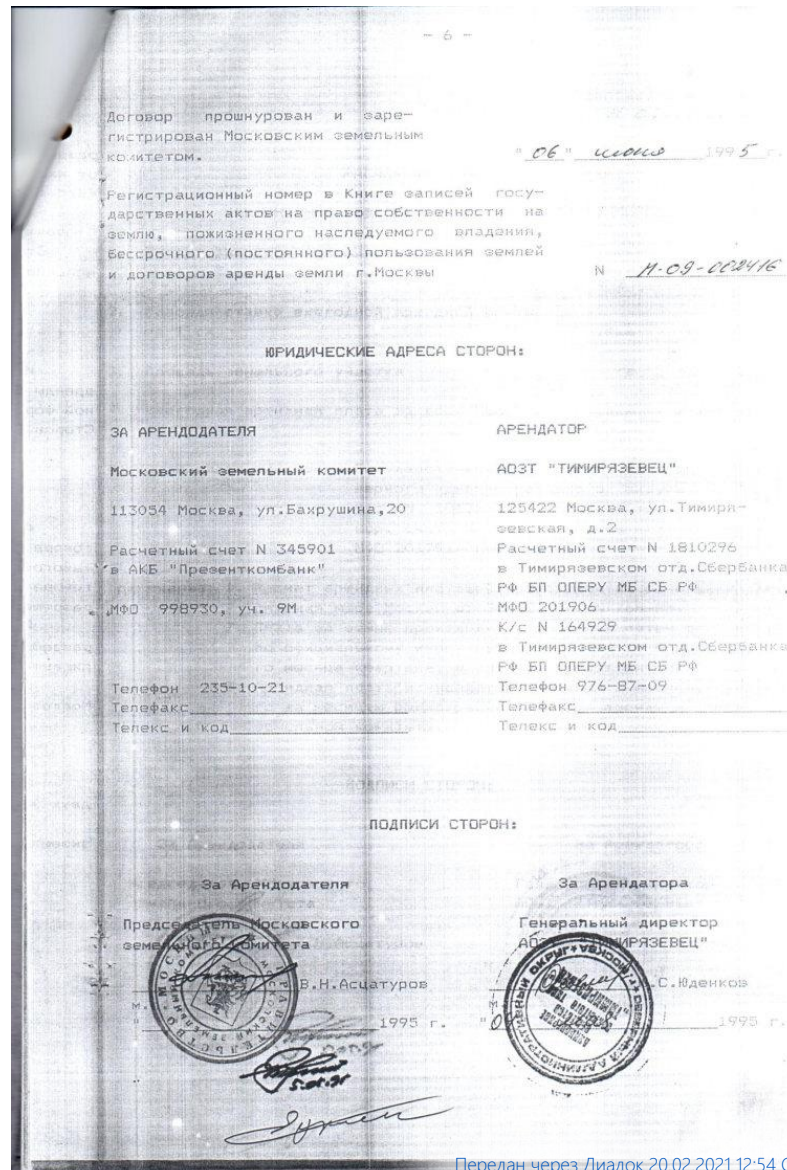 - 6 -
Договор прошнурован и заре-
гистрирован Московским земельным
комитетом.
"06" июня 1995 г.
Регистрационный номер в Книге записей госу-
дарственных актов на право собственности на
землю, пожизненного наследуемого владения,
бессрочного (постоянного) пользования землей
и договоров аренды земли г.Москвы
N М-09-002416
ЮРИДИЧЕСКИЕ АДРЕСА СТОРОН:
ЗА АРЕНДОДАТЕЛЯ
Московский земельный комитет
113054 Москва, ул.Бахрушина,20
Расчетный счет N 345901
в АКБ "Презенткомбанк"
МФО 998930, уч. 9М
Телефон 235-10-21
Телефакс
Телекс и код
АРЕНДАТОР
АОЗТ "ТИМИРЯЗЕВЕЦ"
125422 Москва, ул.Тимиря-
зевская, д.2
Расчетный счет N 1810296
в Тимирязевском отд.Сбербанка
РФ БП ОПЕРУ МБ СБ РФ
МФО 201906
К/с N 164929
в Тимирязевском отд.Сбербанка
РФ БП ОПЕРУ МБ СБ РФ
Телефон 976-87-09
Телефакс
Телекс и код
ПОДПИСИ СТОРОН:
За Арендодателя
Председатель Московского
земельного комитета
В.Н.Асцатуров
1995 г.
За Арендатора
Генеральный директор
АОЗТ "ТИМИРЯЗЕВЕЦ"
С.Юденков
1995 г.
Передан через Диадок 20.02.2021 12:54